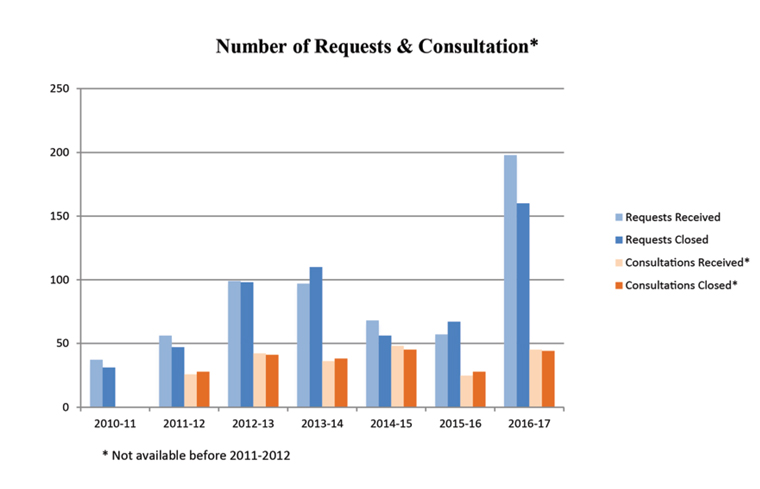 Number of Requests & Consultation*
250
200
150
100
50
0
2010-11 2011-12 2012-13 2013-14 2014-15 2015-16 2016-17
Requests Received
Requests Closed
Consultations Received*
Consultations Closed*
* Not available before 2011-2012